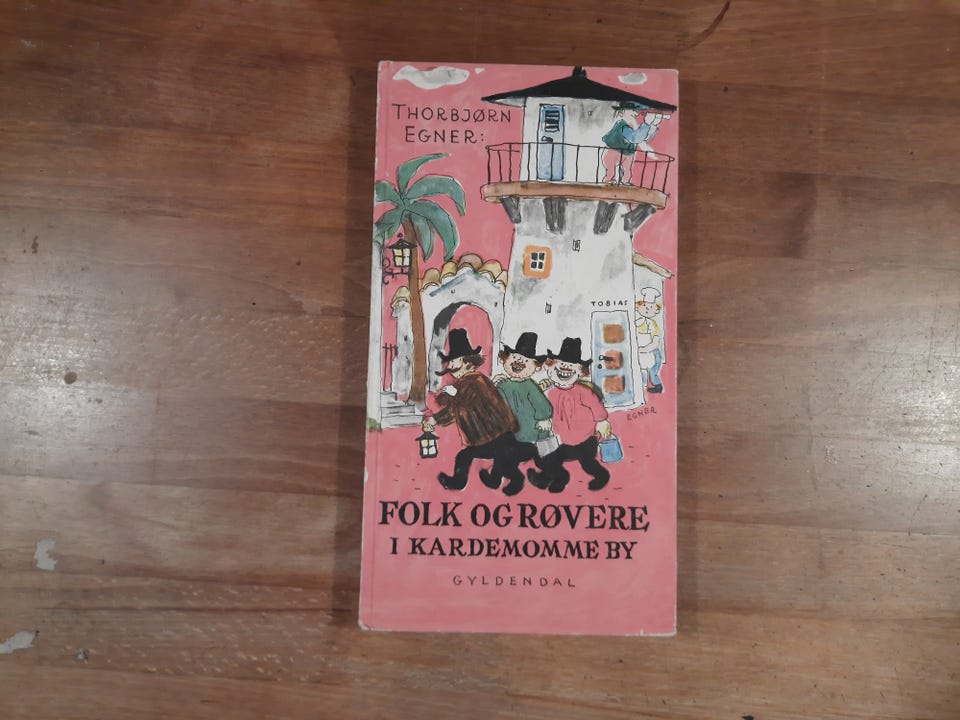 THORBJØRN
EGNER:
TOBIAS
EGNER
FOLK OG RØVERE
I KARDEMOMME BY
GYLDENDAL